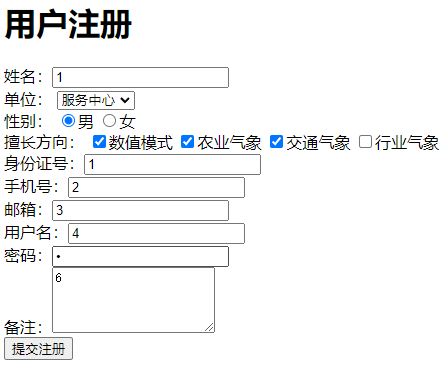 用户注册
姓名：1
单位： 服务中心
性别： 男 女
擅长方向： 数值模式 农业气象 交通气象 行业气象
身份证号：1
手机号：2
邮箱：3
用户名：4
密码：•
6
备注：
提交注册